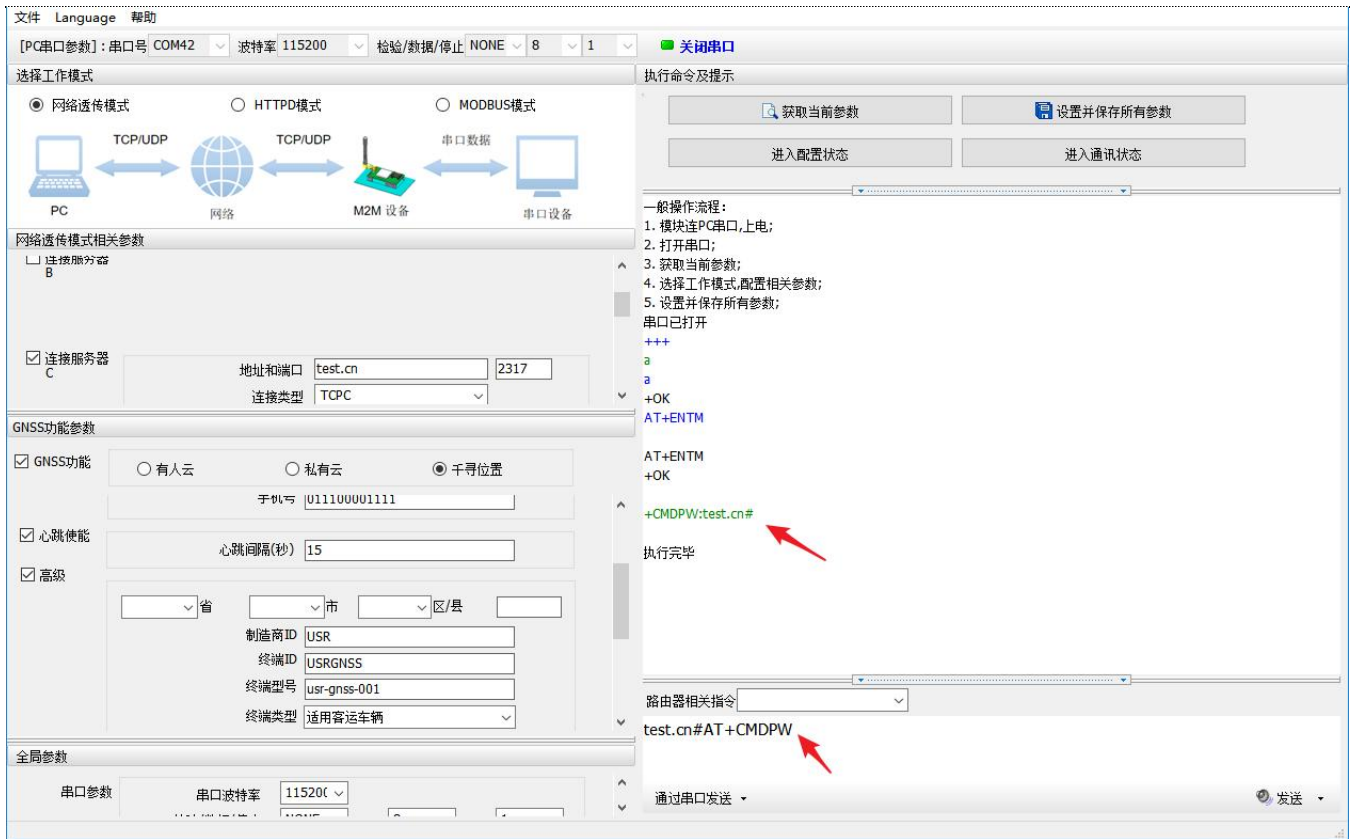 文件 Language 帮助
[PC串口参数]:串口号 COM42 波特率 115200 检验/数据/停止 NONE 8 1 关闭串口
选择工作模式
网络透传模式 HTTPD模式 MODBUS模式
TCP/UDP TCP/UDP 串口数据
PC 网络 M2M 设备 串口设备
网络透传模式相关参数
连接服务器
B
连接服务器
C
地址和端口 test.cn 2317
连接类型 TCPC
GNSS功能参数
GNSS功能 有人云 私有云 千寻位置
手机号 011100001111
心跳使能
心跳间隔(秒) 15
高级
省 市 区/县
制造商ID USR
终端ID USRGNSS
终端型号 usr-gnss-001
终端类型 适用客运车辆
全局参数
串口参数 串口波特率 11520(
NONE
执行命令及提示
获取当前参数 设置并保存所有参数
进入配置状态 进入通讯状态
一般操作流程:
1. 模块连PC串口,上电;
2. 打开串口;
3. 获取当前参数;
4. 选择工作模式,配置相关参数;
5. 设置并保存所有参数;
串口已打开
+++
a
a
+OK
AT+ENTM
AT+ENTM
+OK
+CMDPW:test.cn#
执行完毕
路由器相关指令
test.cn#AT+CMDPW
通过串口发送 发送